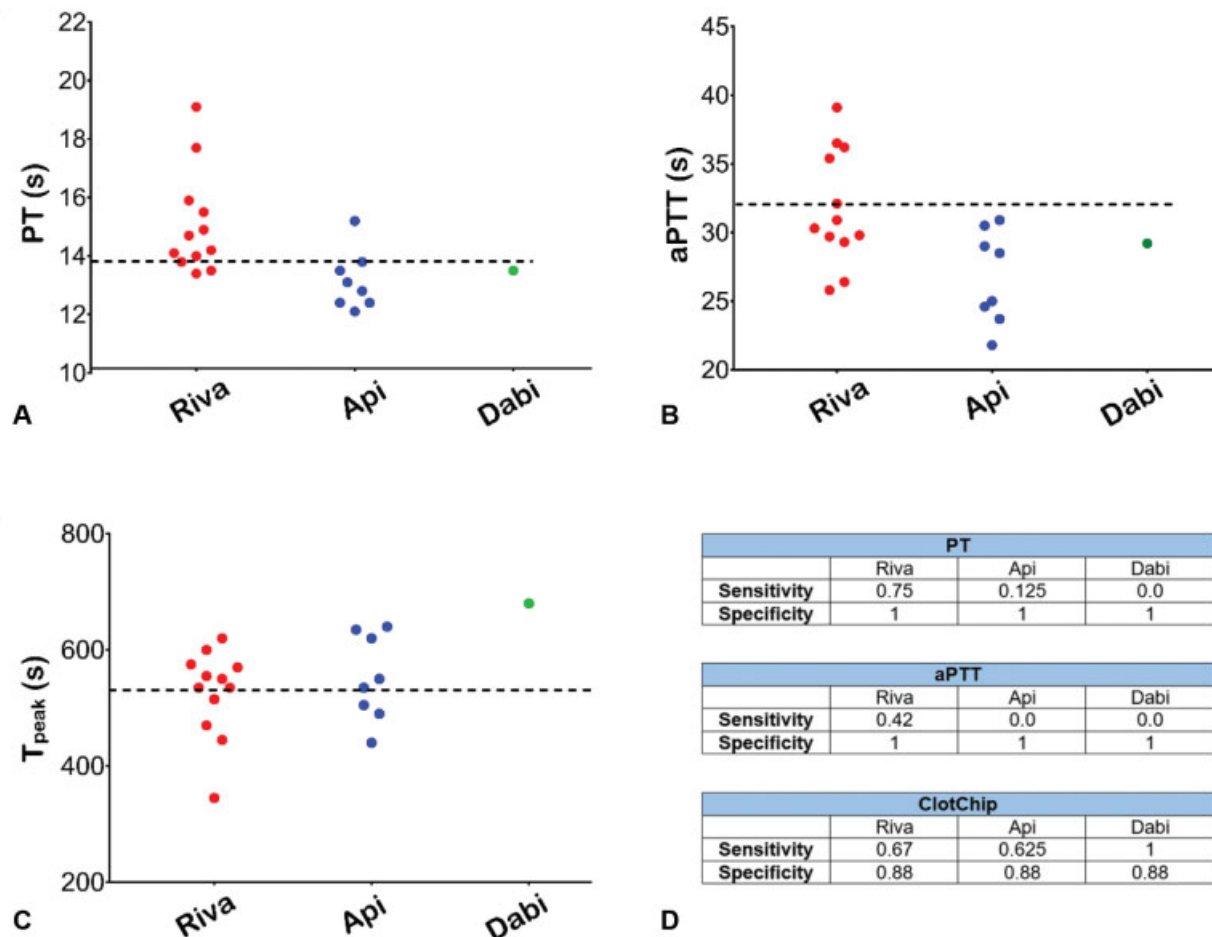 22
20
18
16
14
12
10
PT (s)
Riva
Api
Dabi
A
45
40
35
30
25
20
aPTT (s)
Riva
Api
Dabi
B
800
600
400
200
Tpeak (s)
Riva
Api
Dabi
C
PT
Riva Api Dabi
Sensitivity 0.75 0.125 0.0
Specificity 1 1 1
aPTT
Riva Api Dabi
Sensitivity 0.42 0.0 0.0
Specificity 1 1 1
ClotChip
Riva Api Dabi
Sensitivity 0.67 0.625 1
Specificity 0.88 0.88 0.88
D